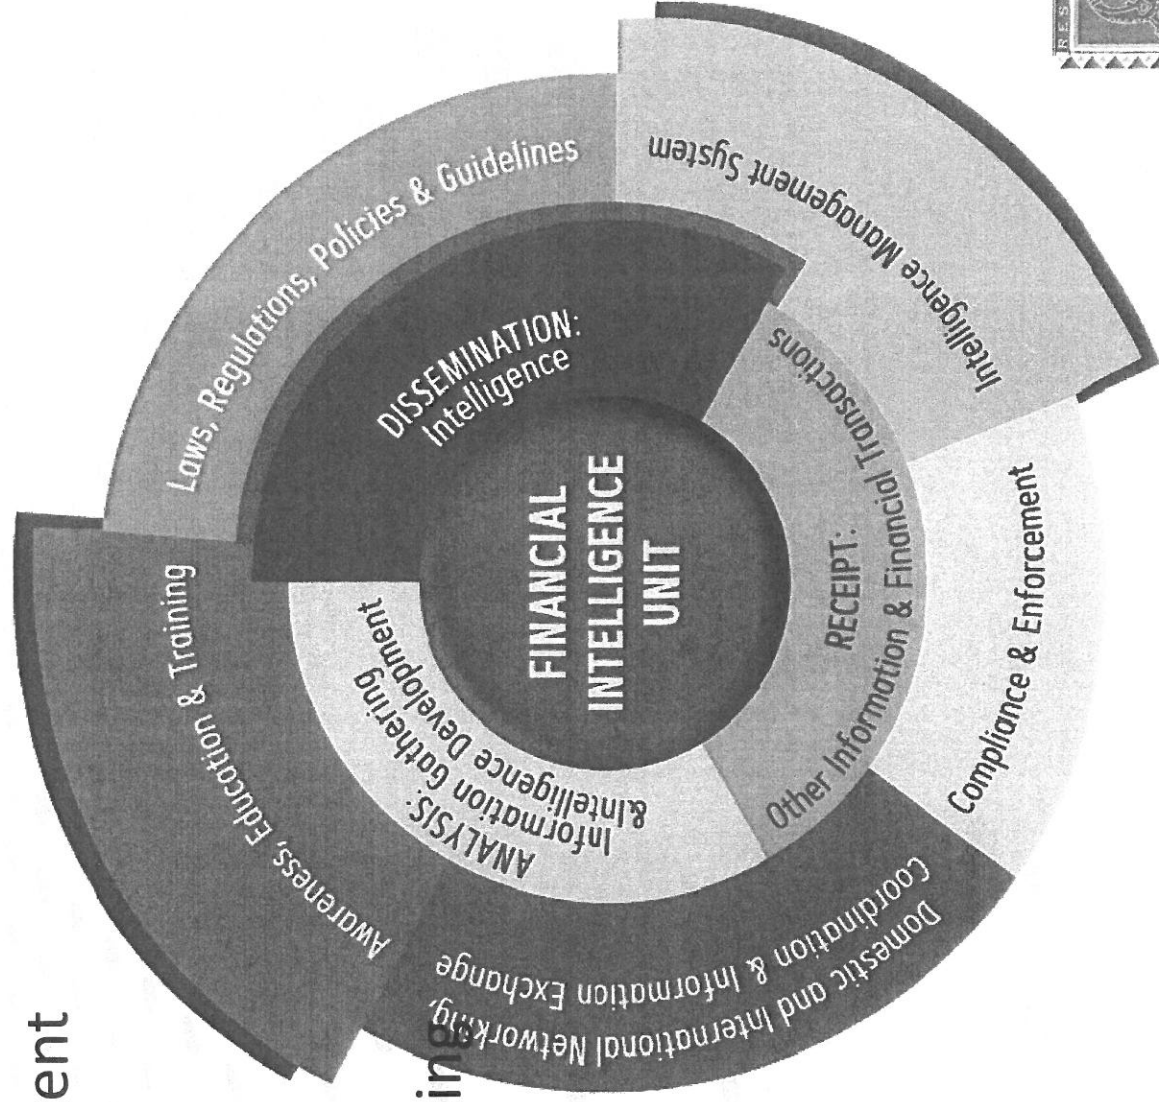 ent
ing
FINANCIAL
INTELLIGENCE
UNIT
DISSEMINATION:
Intelligence
RECEIPT:
Other Information & Financial Transactions
ANALYSIS:
Information Gathering
&Intelligence Development
Laws, Regulations, Policies & Guidelines
Intelligence Management System
Compliance & Enforcement
Domestic and International Networking,
Coordination & Information Exchange
Awareness, Education & Training
RES